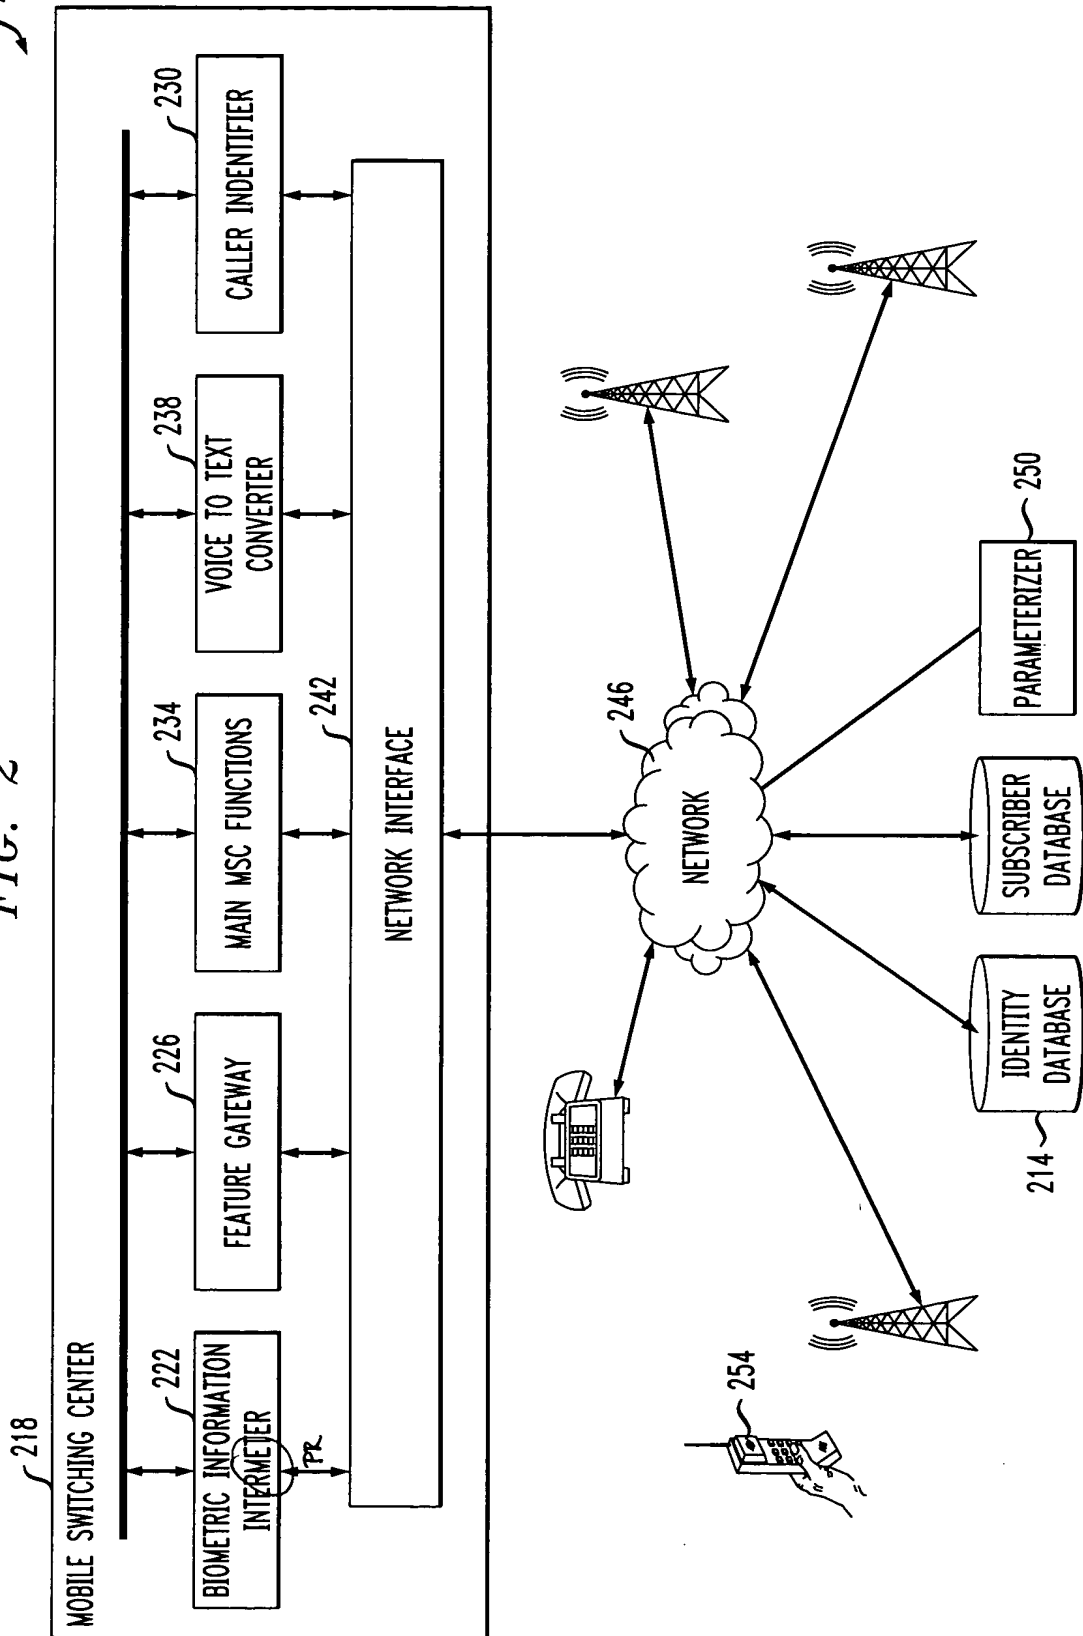 FIG. 2
218
MOBILE SWITCHING CENTER
222
BIOMETRIC INFORMATION
INTERMETER
PR
226
FEATURE GATEWAY
234
MAIN MSC FUNCTIONS
238
VOICE TO TEXT
CONVERTER
230
CALLER INDENTIFIER
242
NETWORK INTERFACE
246
NETWORK
254
214
IDENTITY
DATABASE
SUBSCRIBER
DATABASE
250
PARAMETERIZER